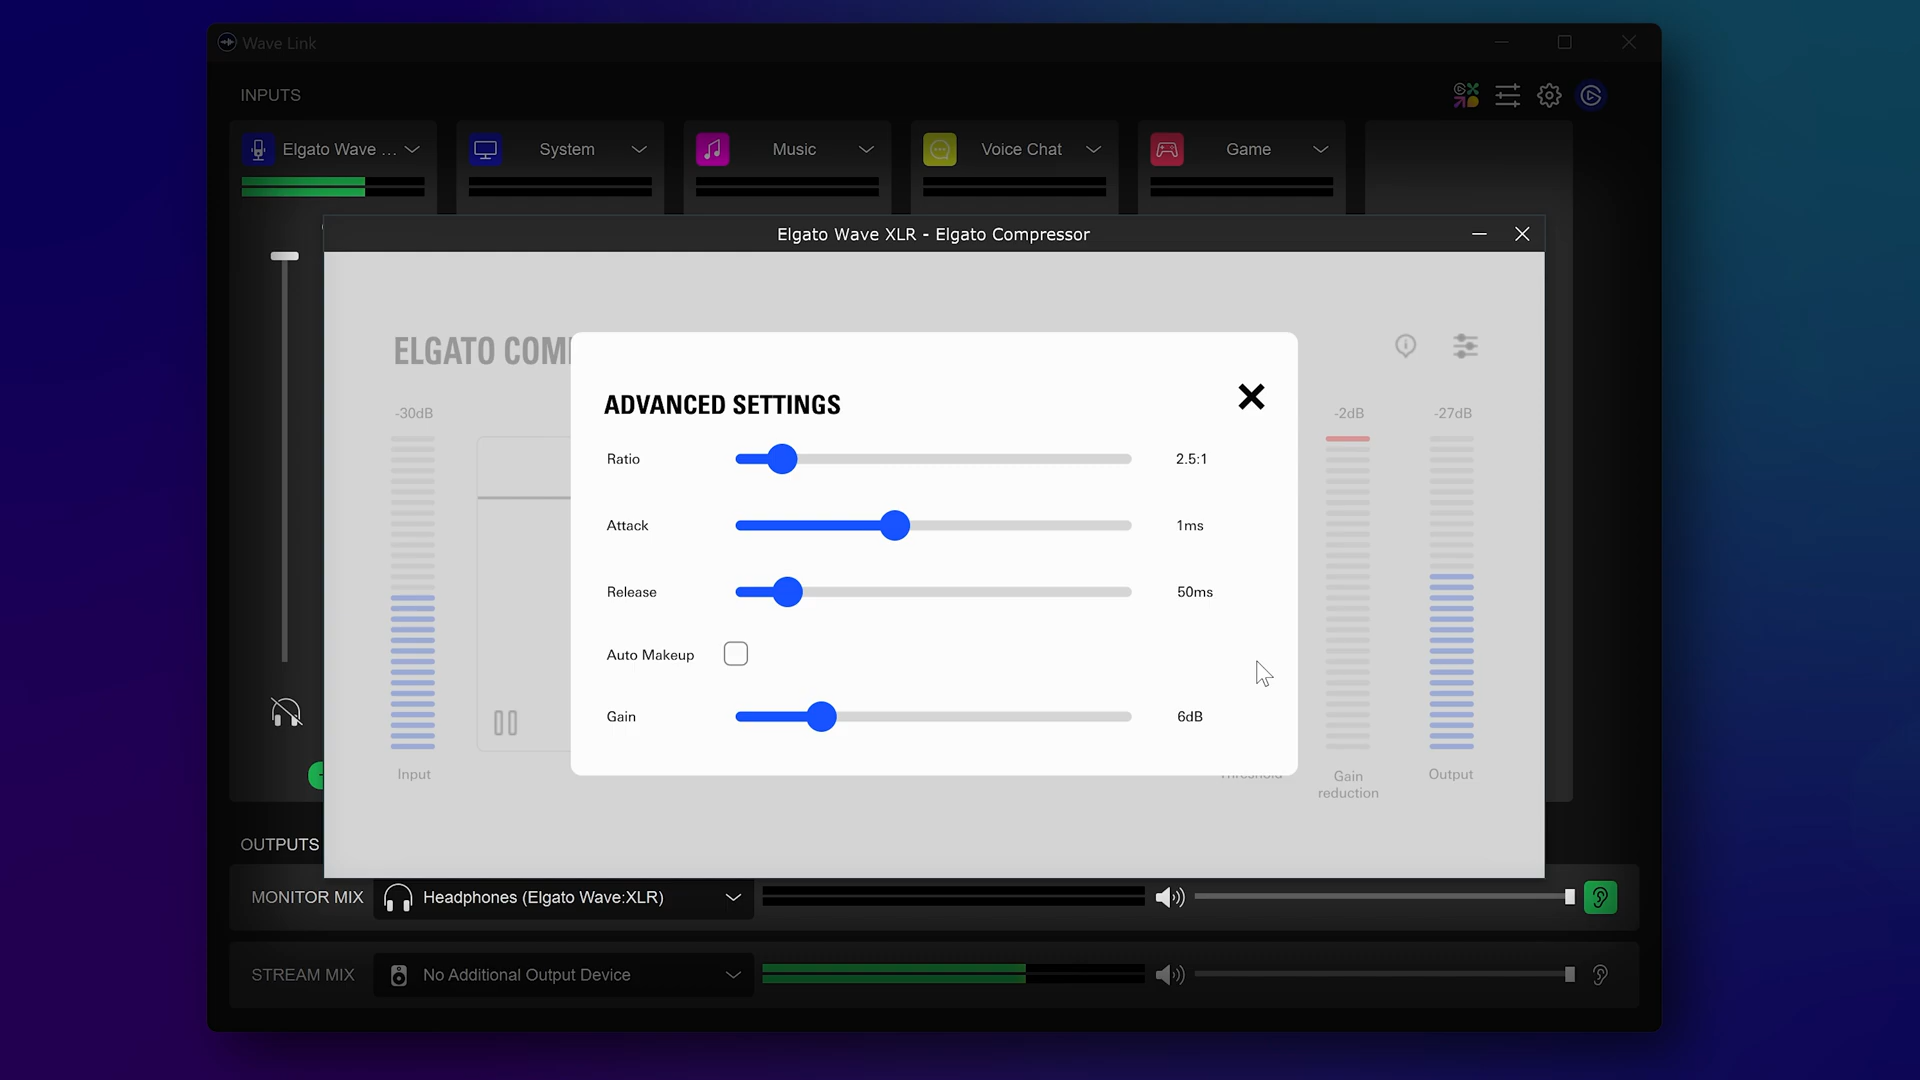 Wave Link
INPUTS
Elgato Wave ...
System
Music
Voice Chat
Game
Elgato Wave XLR - Elgato Compressor
ELGATO COM
ADVANCED SETTINGS
-30dB
-2dB
-27dB
Ratio
2.5:1
Attack
1ms
Release
50ms
Auto Makeup
Gain
6dB
Input
Threshold
Gain
reduction
Output
OUTPUTS
MONITOR MIX
Headphones (Elgato Wave:XLR)
STREAM MIX
No Additional Output Device